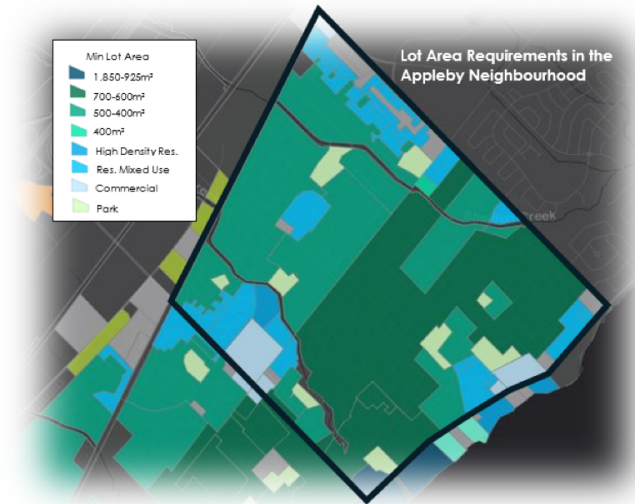 Lot Area Requirements in the
Appleby Neighbourhood
Min Lot Area
1.850-925m²
700-600m²
500-400m²
400m²
High Density Res.
Res. Mixed Use
Commercial
Park
Creek